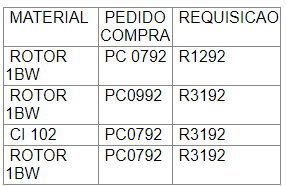 MATERIAL PEDIDO COMPRA REQUISICAO
ROTOR 1BW PC 0792 R1292
ROTOR 1BW PC0992 R3192
CI 102 PC0792 R3192
ROTOR 1BW PC0792 R3192